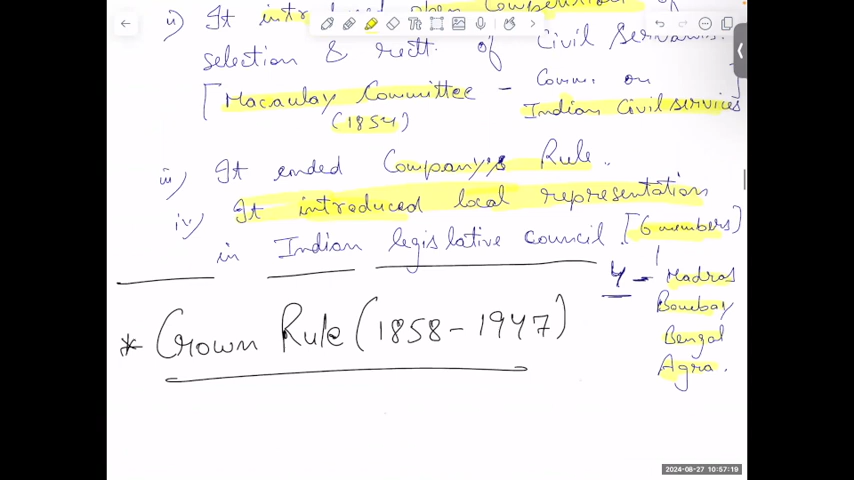 ii) It introduced open Competition of
selection & rectt. of Civil Servants.
[Macaulay Committee - Comm. on
(1854) Indian Civil services]
iii) It ended Company's Rule.
iv) It introduced local representation
in Indian legislative council. [6 members]
4 - Madras
Bombay
Bengal
Agra.
* Crown Rule (1858-1947)
2024-08-27 10:57:19